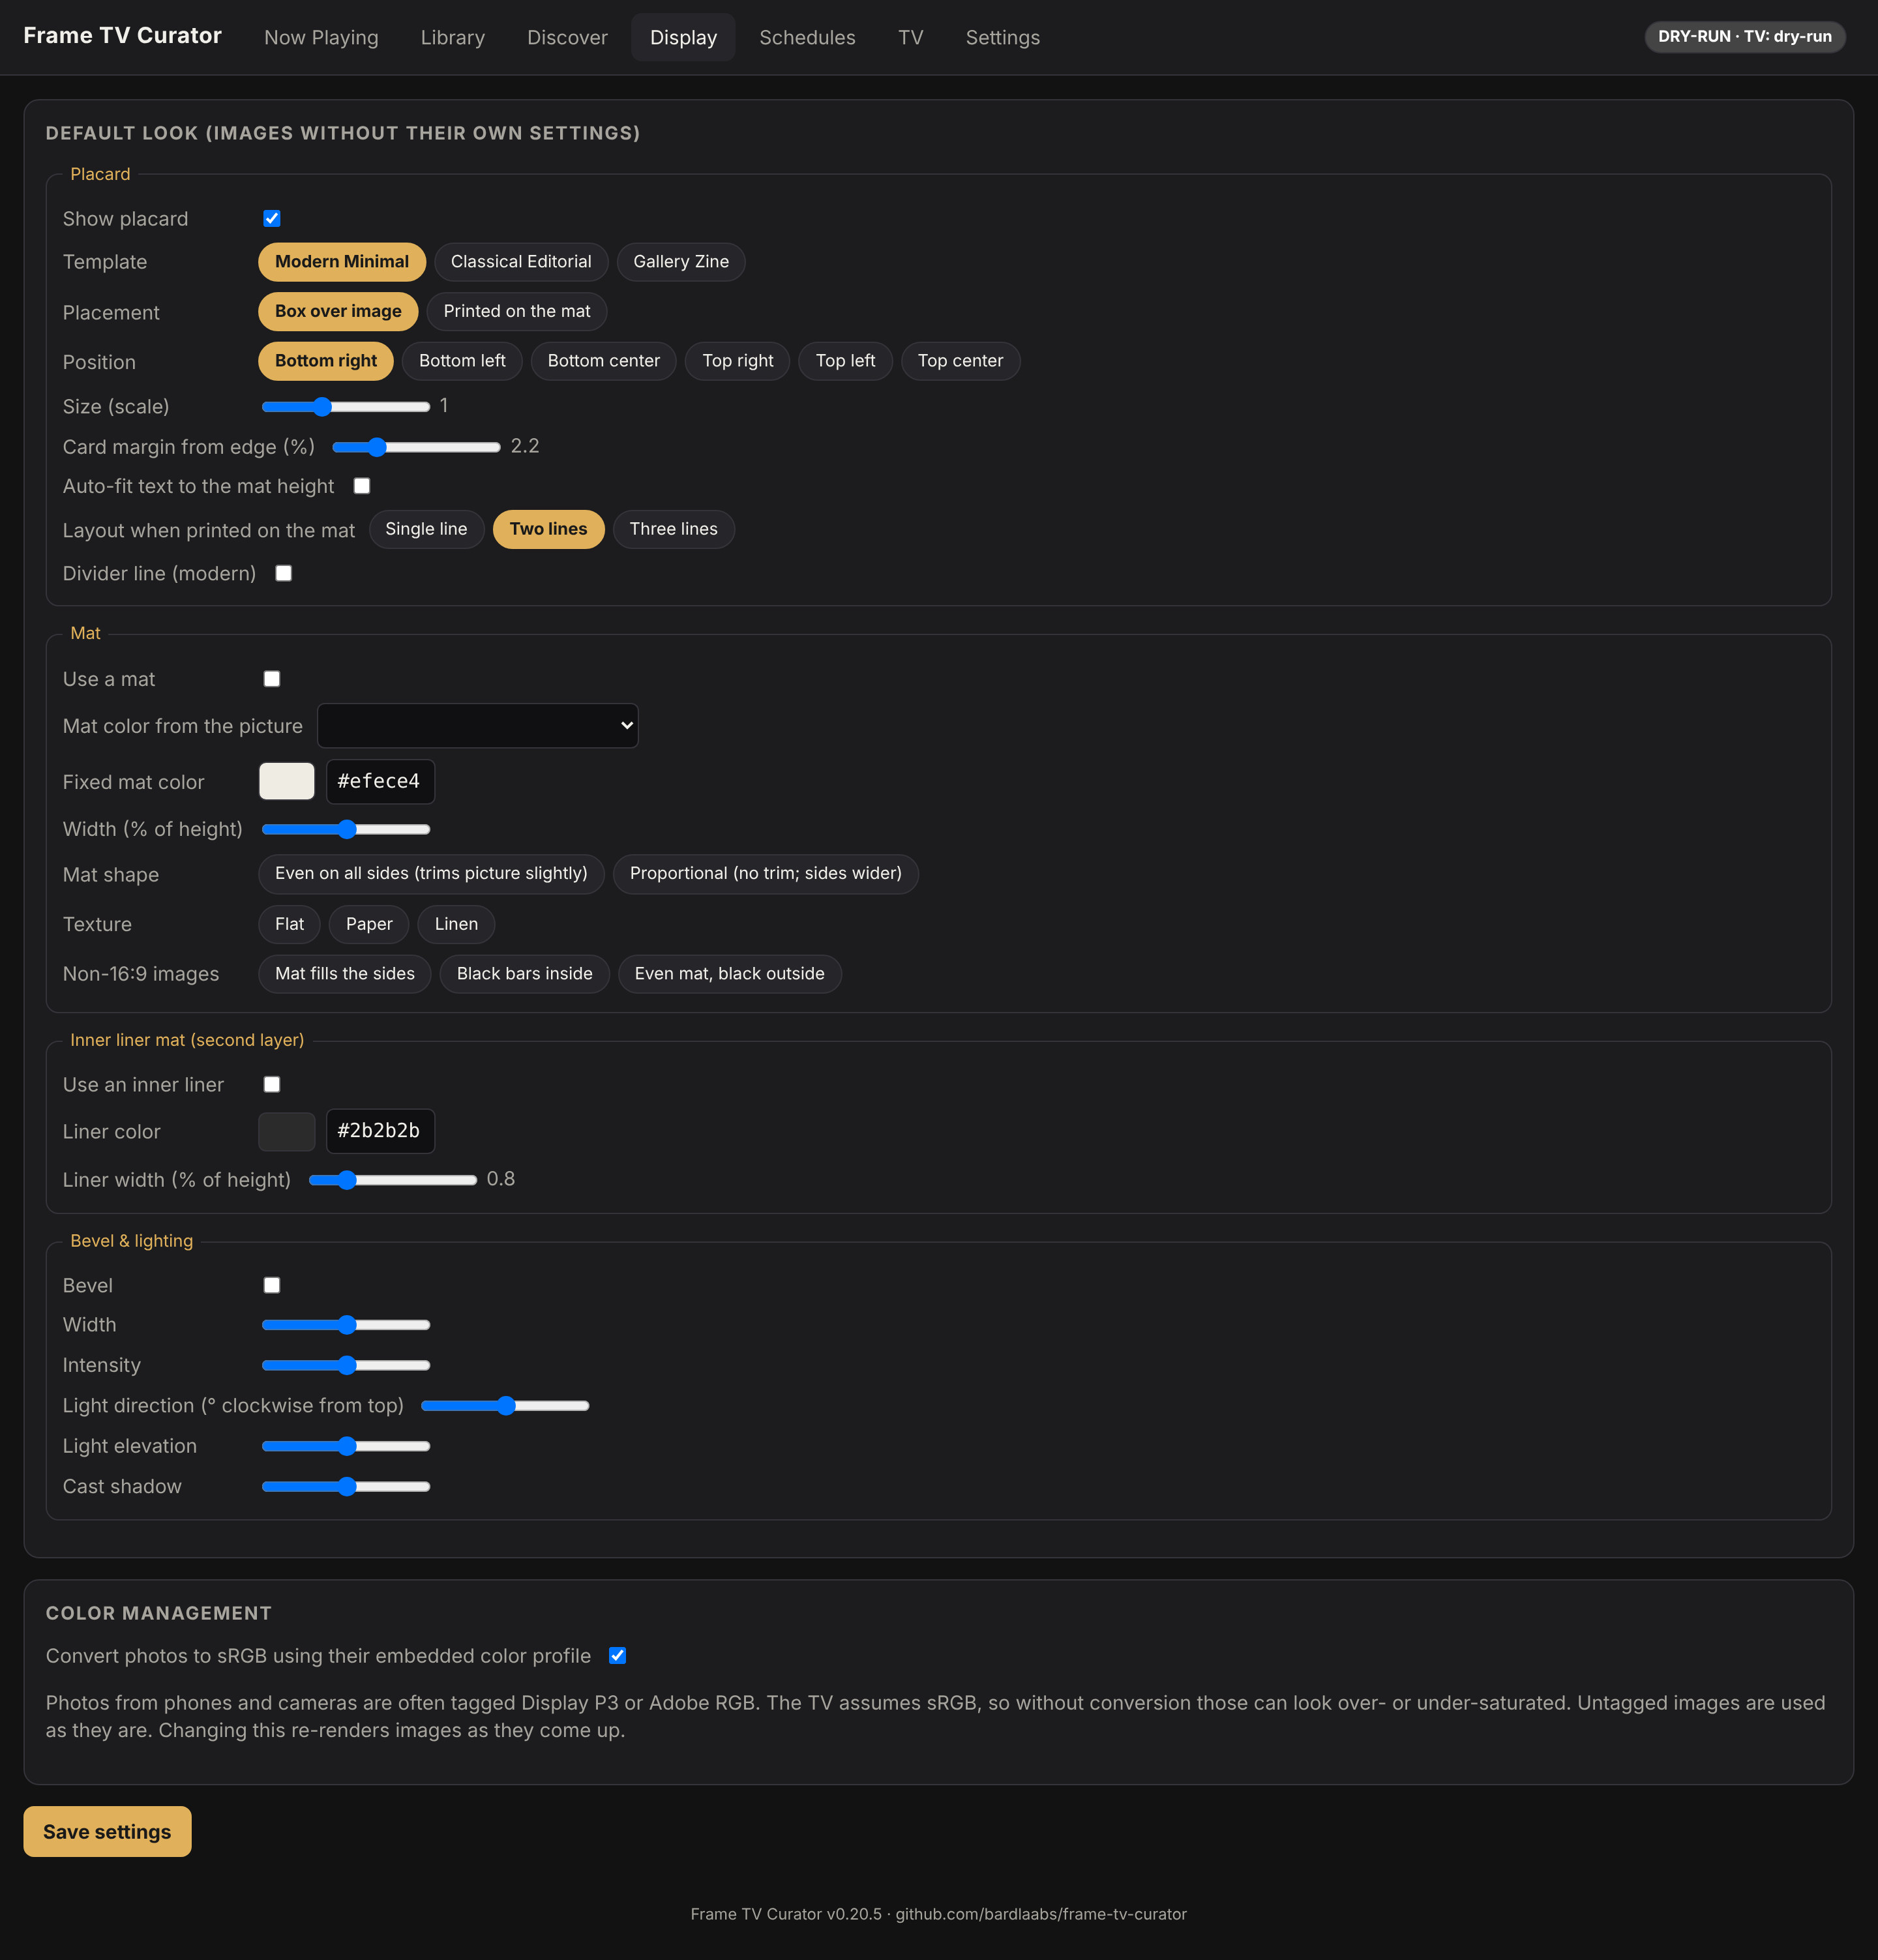 Frame TV Curator Now Playing Library Discover Display Schedules TV Settings DRY-RUN · TV: dry-run
DEFAULT LOOK (IMAGES WITHOUT THEIR OWN SETTINGS)
Placard
Show placard
Template Modern Minimal Classical Editorial Gallery Zine
Placement Box over image Printed on the mat
Position Bottom right Bottom left Bottom center Top right Top left Top center
Size (scale) 1
Card margin from edge (%) 2.2
Auto-fit text to the mat height
Layout when printed on the mat Single line Two lines Three lines
Divider line (modern)
Mat
Use a mat
Mat color from the picture
Fixed mat color #efece4
Width (% of height)
Mat shape Even on all sides (trims picture slightly) Proportional (no trim; sides wider)
Texture Flat Paper Linen
Non-16:9 images Mat fills the sides Black bars inside Even mat, black outside
Inner liner mat (second layer)
Use an inner liner
Liner color #2b2b2b
Liner width (% of height) 0.8
Bevel & lighting
Bevel
Width
Intensity
Light direction (° clockwise from top)
Light elevation
Cast shadow
COLOR MANAGEMENT
Convert photos to sRGB using their embedded color profile
Photos from phones and cameras are often tagged Display P3 or Adobe RGB. The TV assumes sRGB, so without conversion those can look over- or under-saturated. Untagged images are used
as they are. Changing this re-renders images as they come up.
Save settings
Frame TV Curator v0.20.5 · github.com/bardlaabs/frame-tv-curator